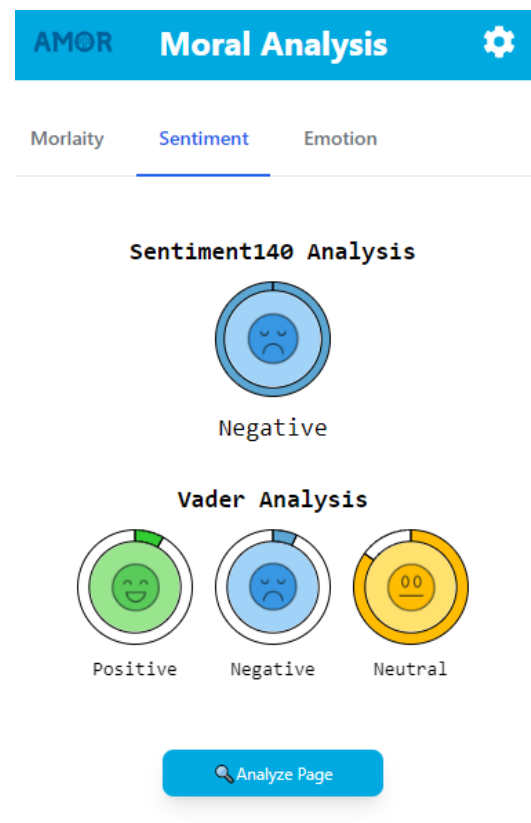 AMOR Moral Analysis
Morlaity Sentiment Emotion
Sentiment140 Analysis
Negative
Vader Analysis
Positive Negative Neutral
Analyze Page